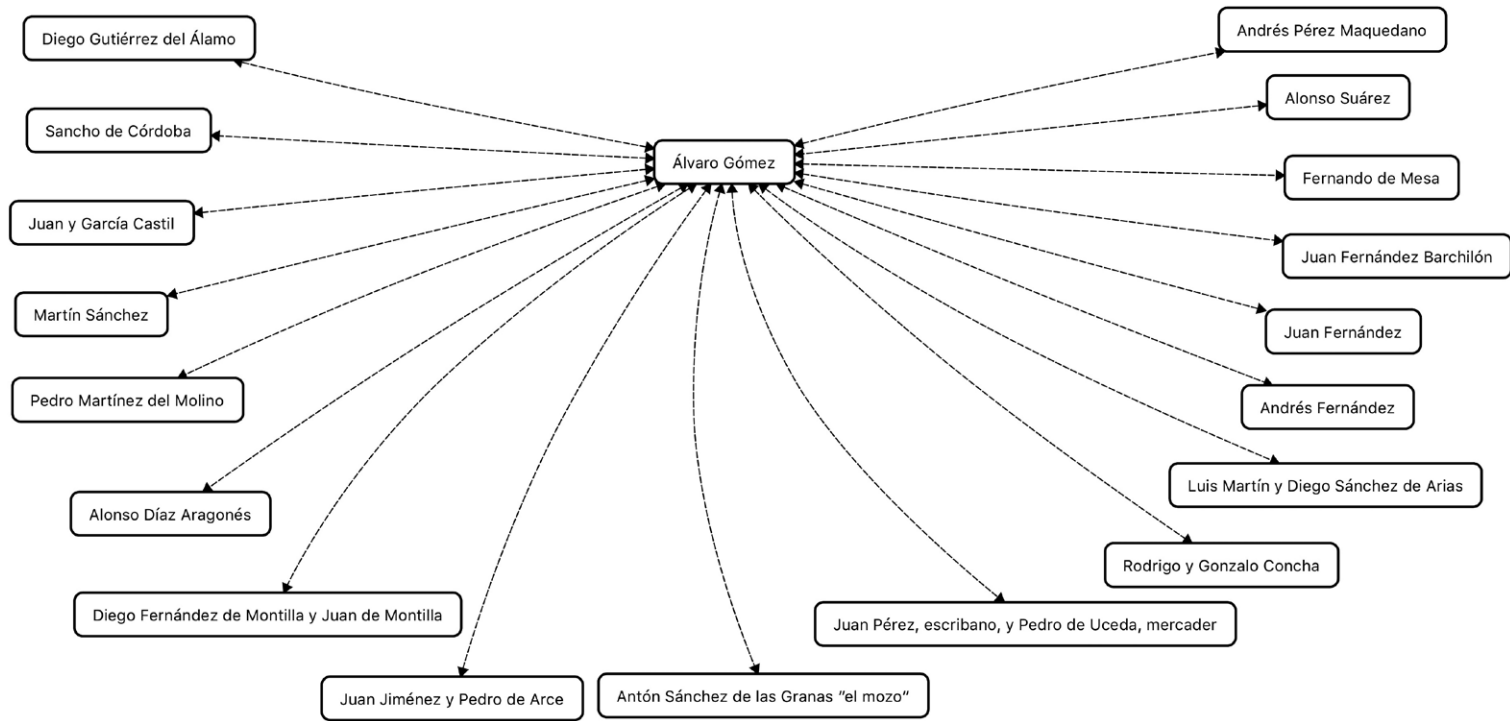 Diego Gutiérrez del Álamo
Andrés Pérez Maquedano
Alonso Suárez
Sancho de Córdoba
Álvaro Gómez
Fernando de Mesa
Juan y García Castil
Juan Fernández Barchilón
Martín Sánchez
Juan Fernández
Pedro Martínez del Molino
Andrés Fernández
Luis Martín y Diego Sánchez de Arias
Alonso Díaz Aragonés
Rodrigo y Gonzalo Concha
Diego Fernández de Montilla y Juan de Montilla
Juan Pérez, escribano, y Pedro de Uceda, mercader
Juan Jiménez y Pedro de Arce
Antón Sánchez de las Granas "el mozo"